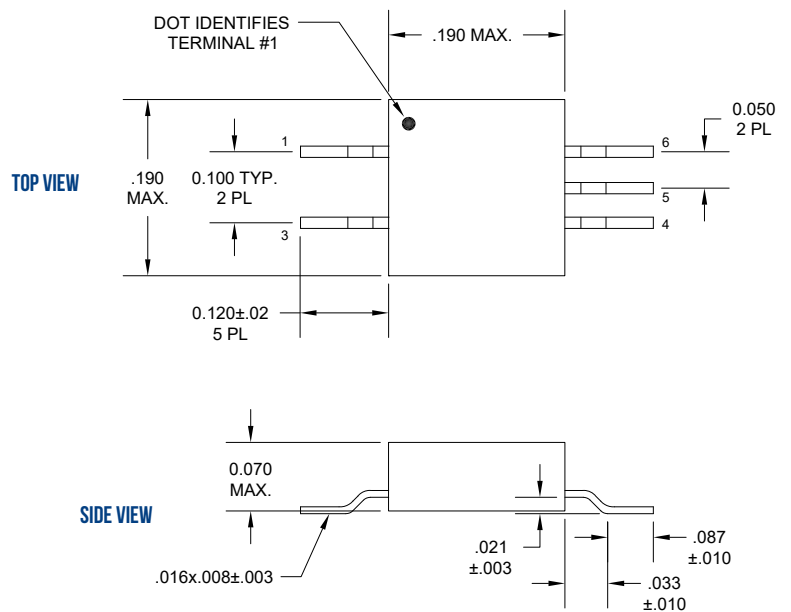 DOT IDENTIFIES
TERMINAL #1
.190 MAX.
0.050
2 PL
1
6
TOP VIEW
.190
MAX.
0.100 TYP.
2 PL
5
3
4
0.120±.02
5 PL
0.070
MAX.
SIDE VIEW
.021
±.003
.087
±.010
.016x.008±.003
.033
±.010